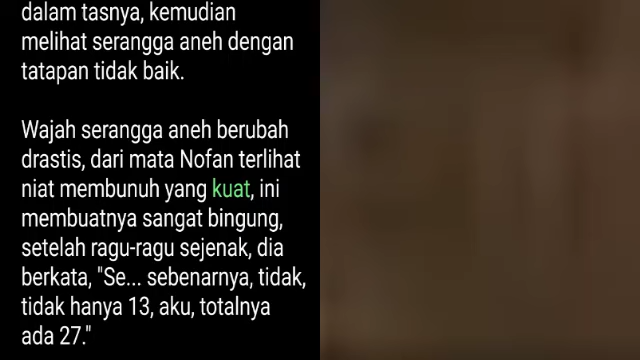 dalam tasnya, kemudian
melihat serangga aneh dengan
tatapan tidak baik.
Wajah serangga aneh berubah
drastis, dari mata Nofan terlihat
niat membunuh yang kuat, ini
membuatnya sangat bingung,
setelah ragu-ragu sejenak, dia
berkata, "Se... sebenarnya, tidak,
tidak hanya 13, aku, totalnya
ada 27."